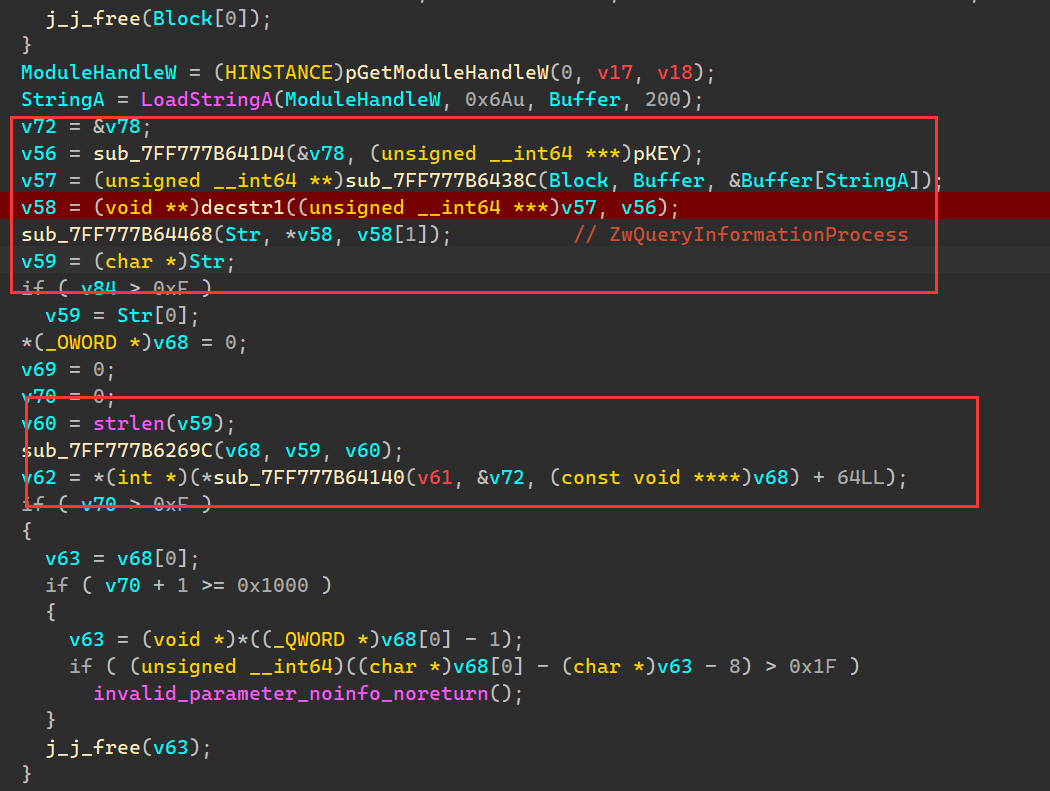 j_j_free(Block[0]);
}
ModuleHandleW = (HINSTANCE)pGetModuleHandleW(0, v17, v18);
StringA = LoadStringA(ModuleHandleW, 0x6Au, Buffer, 200);
v72 = &v78;
v56 = sub_7FF777B641D4(&v78, (unsigned __int64 ***)pKEY);
v57 = (unsigned __int64 **)sub_7FF777B6438C(Block, Buffer, &Buffer[StringA]);
v58 = (void **)decstr1((unsigned __int64 ***)v57, v56);
sub_7FF777B64468(Str, *v58, v58[1]); // ZwQueryInformationProcess
v59 = (char *)Str;
if ( v84 > 0xF )
v59 = Str[0];
*(_OWORD *)v68 = 0;
v69 = 0;
v70 = 0;
v60 = strlen(v59);
sub_7FF777B6269C(v68, v59, v60);
v62 = *(int *)(*sub_7FF777B64140(v61, &v72, (const void ****)v68) + 64LL);
if ( v70 > 0xF )
{
v63 = v68[0];
if ( v70 + 1 >= 0x1000 )
{
v63 = (void *)*((_QWORD *)v68[0] - 1);
if ( (unsigned __int64)((char *)v68[0] - (char *)v63 - 8) > 0x1F )
invalid_parameter_noinfo_noreturn();
}
j_j_free(v63);
}